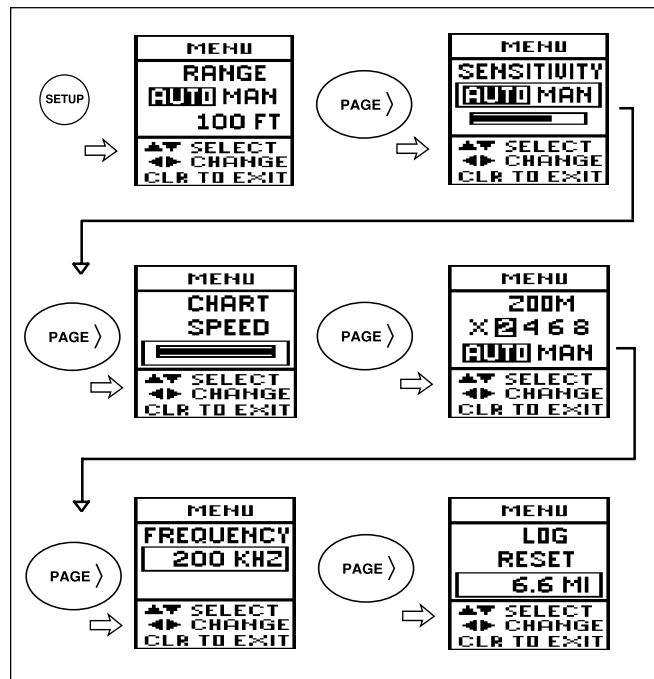 SETUP
MENU
RANGE
AUTO MAN
100 FT
▲▼ SELECT
◄► CHANGE
CLR TO EXIT
PAGE 〉
MENU
SENSITIVITY
AUTO MAN
▲▼ SELECT
◄► CHANGE
CLR TO EXIT
PAGE 〉
MENU
CHART
SPEED
▲▼ SELECT
◄► CHANGE
CLR TO EXIT
PAGE 〉
MENU
ZOOM
X 2 4 6 8
AUTO MAN
▲▼ SELECT
◄► CHANGE
CLR TO EXIT
PAGE 〉
MENU
FREQUENCY
200 KHZ
▲▼ SELECT
◄► CHANGE
CLR TO EXIT
PAGE 〉
MENU
LOG
RESET
6.6 MI
▲▼ SELECT
◄► CHANGE
CLR TO EXIT